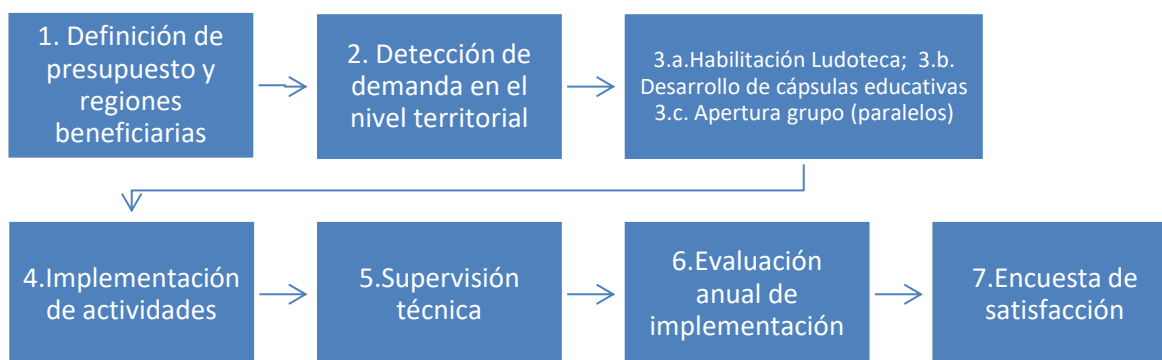 1. Definición de
presupuesto y
regiones
beneficiarias
2. Detección de
demanda en el
nivel territorial
3.a.Habilitación Ludoteca; 3.b.
Desarrollo de cápsulas educativas
3.c. Apertura grupo (paralelos)
4.Implementación
de actividades
5.Supervisión
técnica
6.Evaluación
anual de
implementación
7.Encuesta de
satisfacción